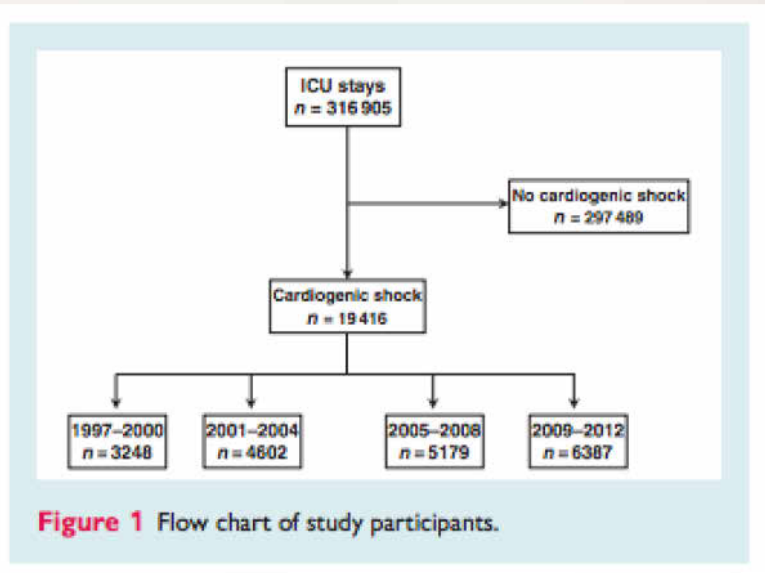 ICU stays
n = 316 905
No cardiogenic shock
n = 297 489
Cardiogenic shock
n = 19 416
1997–2000
n = 3248
2001–2004
n = 4602
2005–2008
n = 5179
2009–2012
n = 6387
Figure 1 Flow chart of study participants.